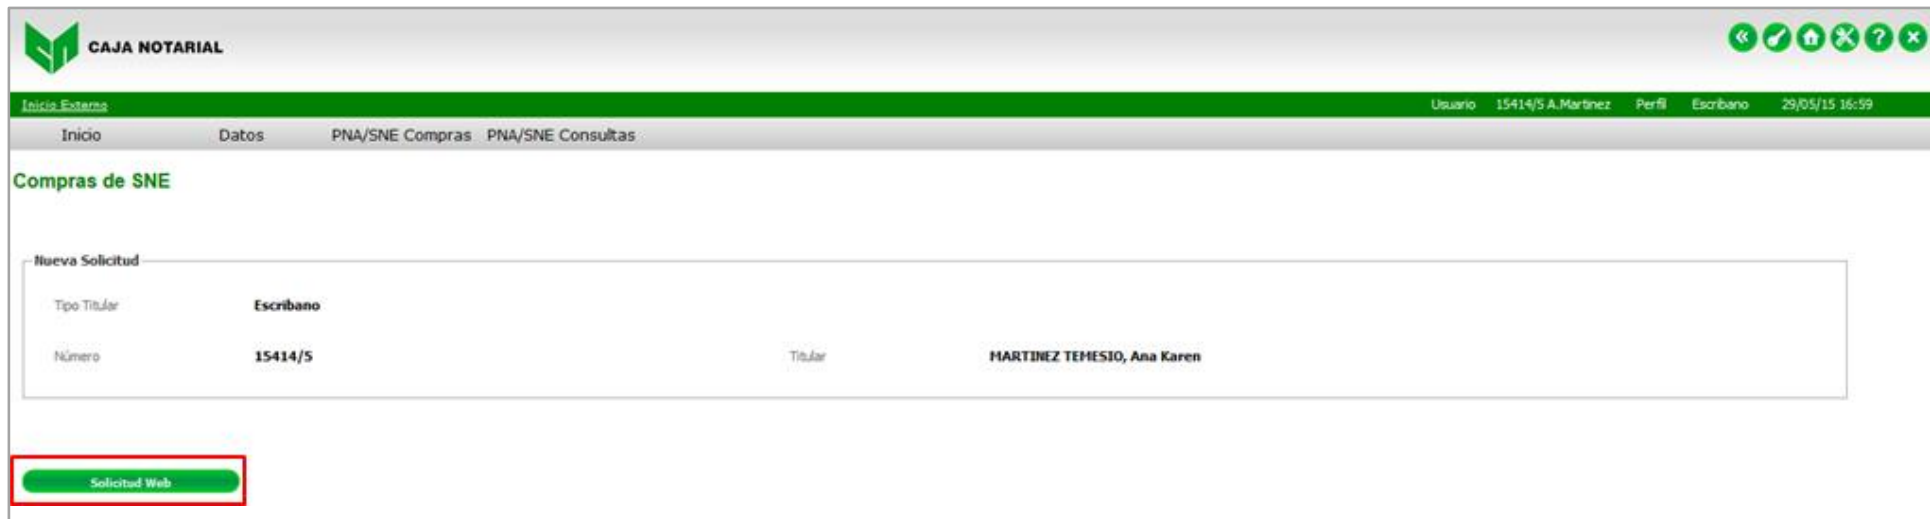 CAJA NOTARIAL
Inicio Externo Usuario 15414/5 A.Martinez Perfil Escribano 29/05/15 16:59
Inicio Datos PNA/SNE Compras PNA/SNE Consultas
Compras de SNE
Nueva Solicitud
Tipo Titular Escribano
Número 15414/5 Titular MARTINEZ TEMESIO, Ana Karen
Solicitud Web